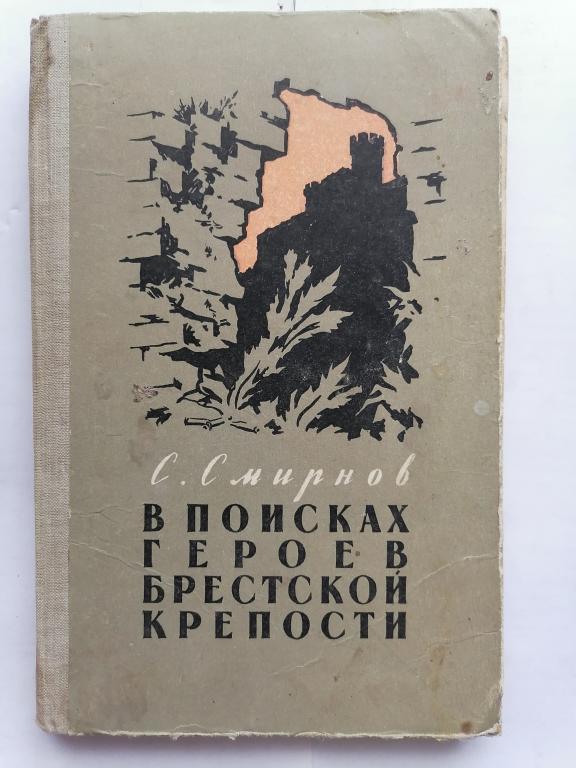 С. Смирнов
В ПОИСКАХ
ГЕРОЕВ
БРЕСТСКОЙ
КРЕПОСТИ